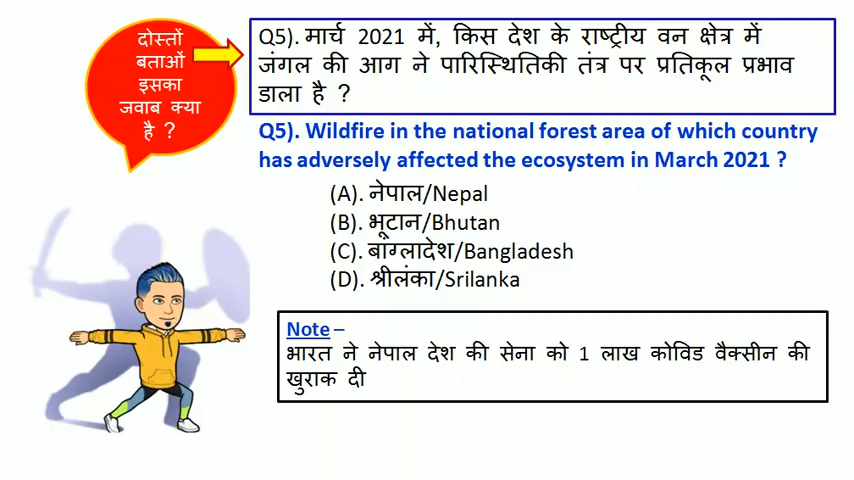 दोस्तों
बताओं
इसका
जवाब क्या
है ?
Q5). मार्च 2021 में, किस देश के राष्ट्रीय वन क्षेत्र में
जंगल की आग ने पारिस्थितिकी तंत्र पर प्रतिकूल प्रभाव
डाला है ?
Q5). Wildfire in the national forest area of which country
has adversely affected the ecosystem in March 2021 ?
(A). नेपाल/Nepal
(B). भूटान/Bhutan
(C). बांग्लादेश/Bangladesh
(D). श्रीलंका/Srilanka
Note –
भारत ने नेपाल देश की सेना को 1 लाख कोविड वैक्सीन की
खुराक दी